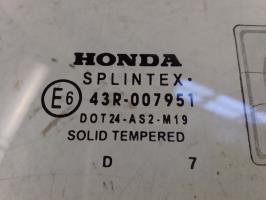 HONDA
SPLINTEX
E6 43R-007951
DOT24-AS2-M19
SOLID TEMPERED
D 7